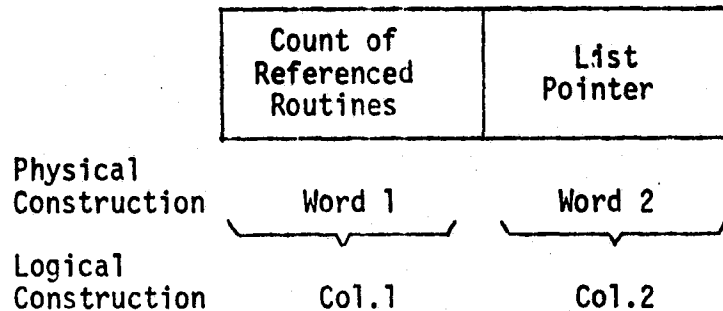 Count of
Referenced
Routines
List
Pointer
Physical
Construction Word 1 Word 2
Logical
Construction Col.1 Col.2